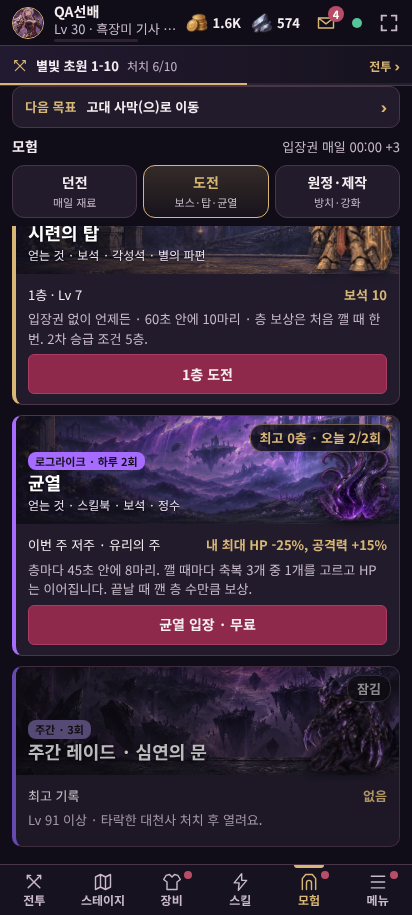 QA선배
Lv 30 · 흑장미 기사 ···
1.6K
574
4
별빛 초원 1-10 처치 6/10
전투 ›
다음 목표 고대 사막(으)로 이동 ›
모험
입장권 매일 00:00 +3
던전
매일 재료
도전
보스·탑·균열
원정·제작
방치·강화
시련의 탑
얻는 것 · 보석 · 각성석 · 별의 파편
1층 · Lv 7
보석 10
입장권 없이 언제든 · 60초 안에 10마리 · 층 보상은 처음 깰 때 한
번. 2차 승급 조건 5층.
1층 도전
최고 0층 · 오늘 2/2회
로그라이크 · 하루 2회
균열
얻는 것 · 스킬북 · 보석 · 정수
이번 주 저주 · 유리의 주
내 최대 HP -25%, 공격력 +15%
층마다 45초 안에 8마리. 깰 때마다 축복 3개 중 1개를 고르고 HP
는 이어집니다. 끝날 때 깬 층 수만큼 보상.
균열 입장 · 무료
잠김
주간 · 3회
주간 레이드 · 심연의 문
최고 기록
없음
Lv 91 이상 · 타락한 대천사 처치 후 열려요.
전투
스테이지
장비
스킬
모험
메뉴